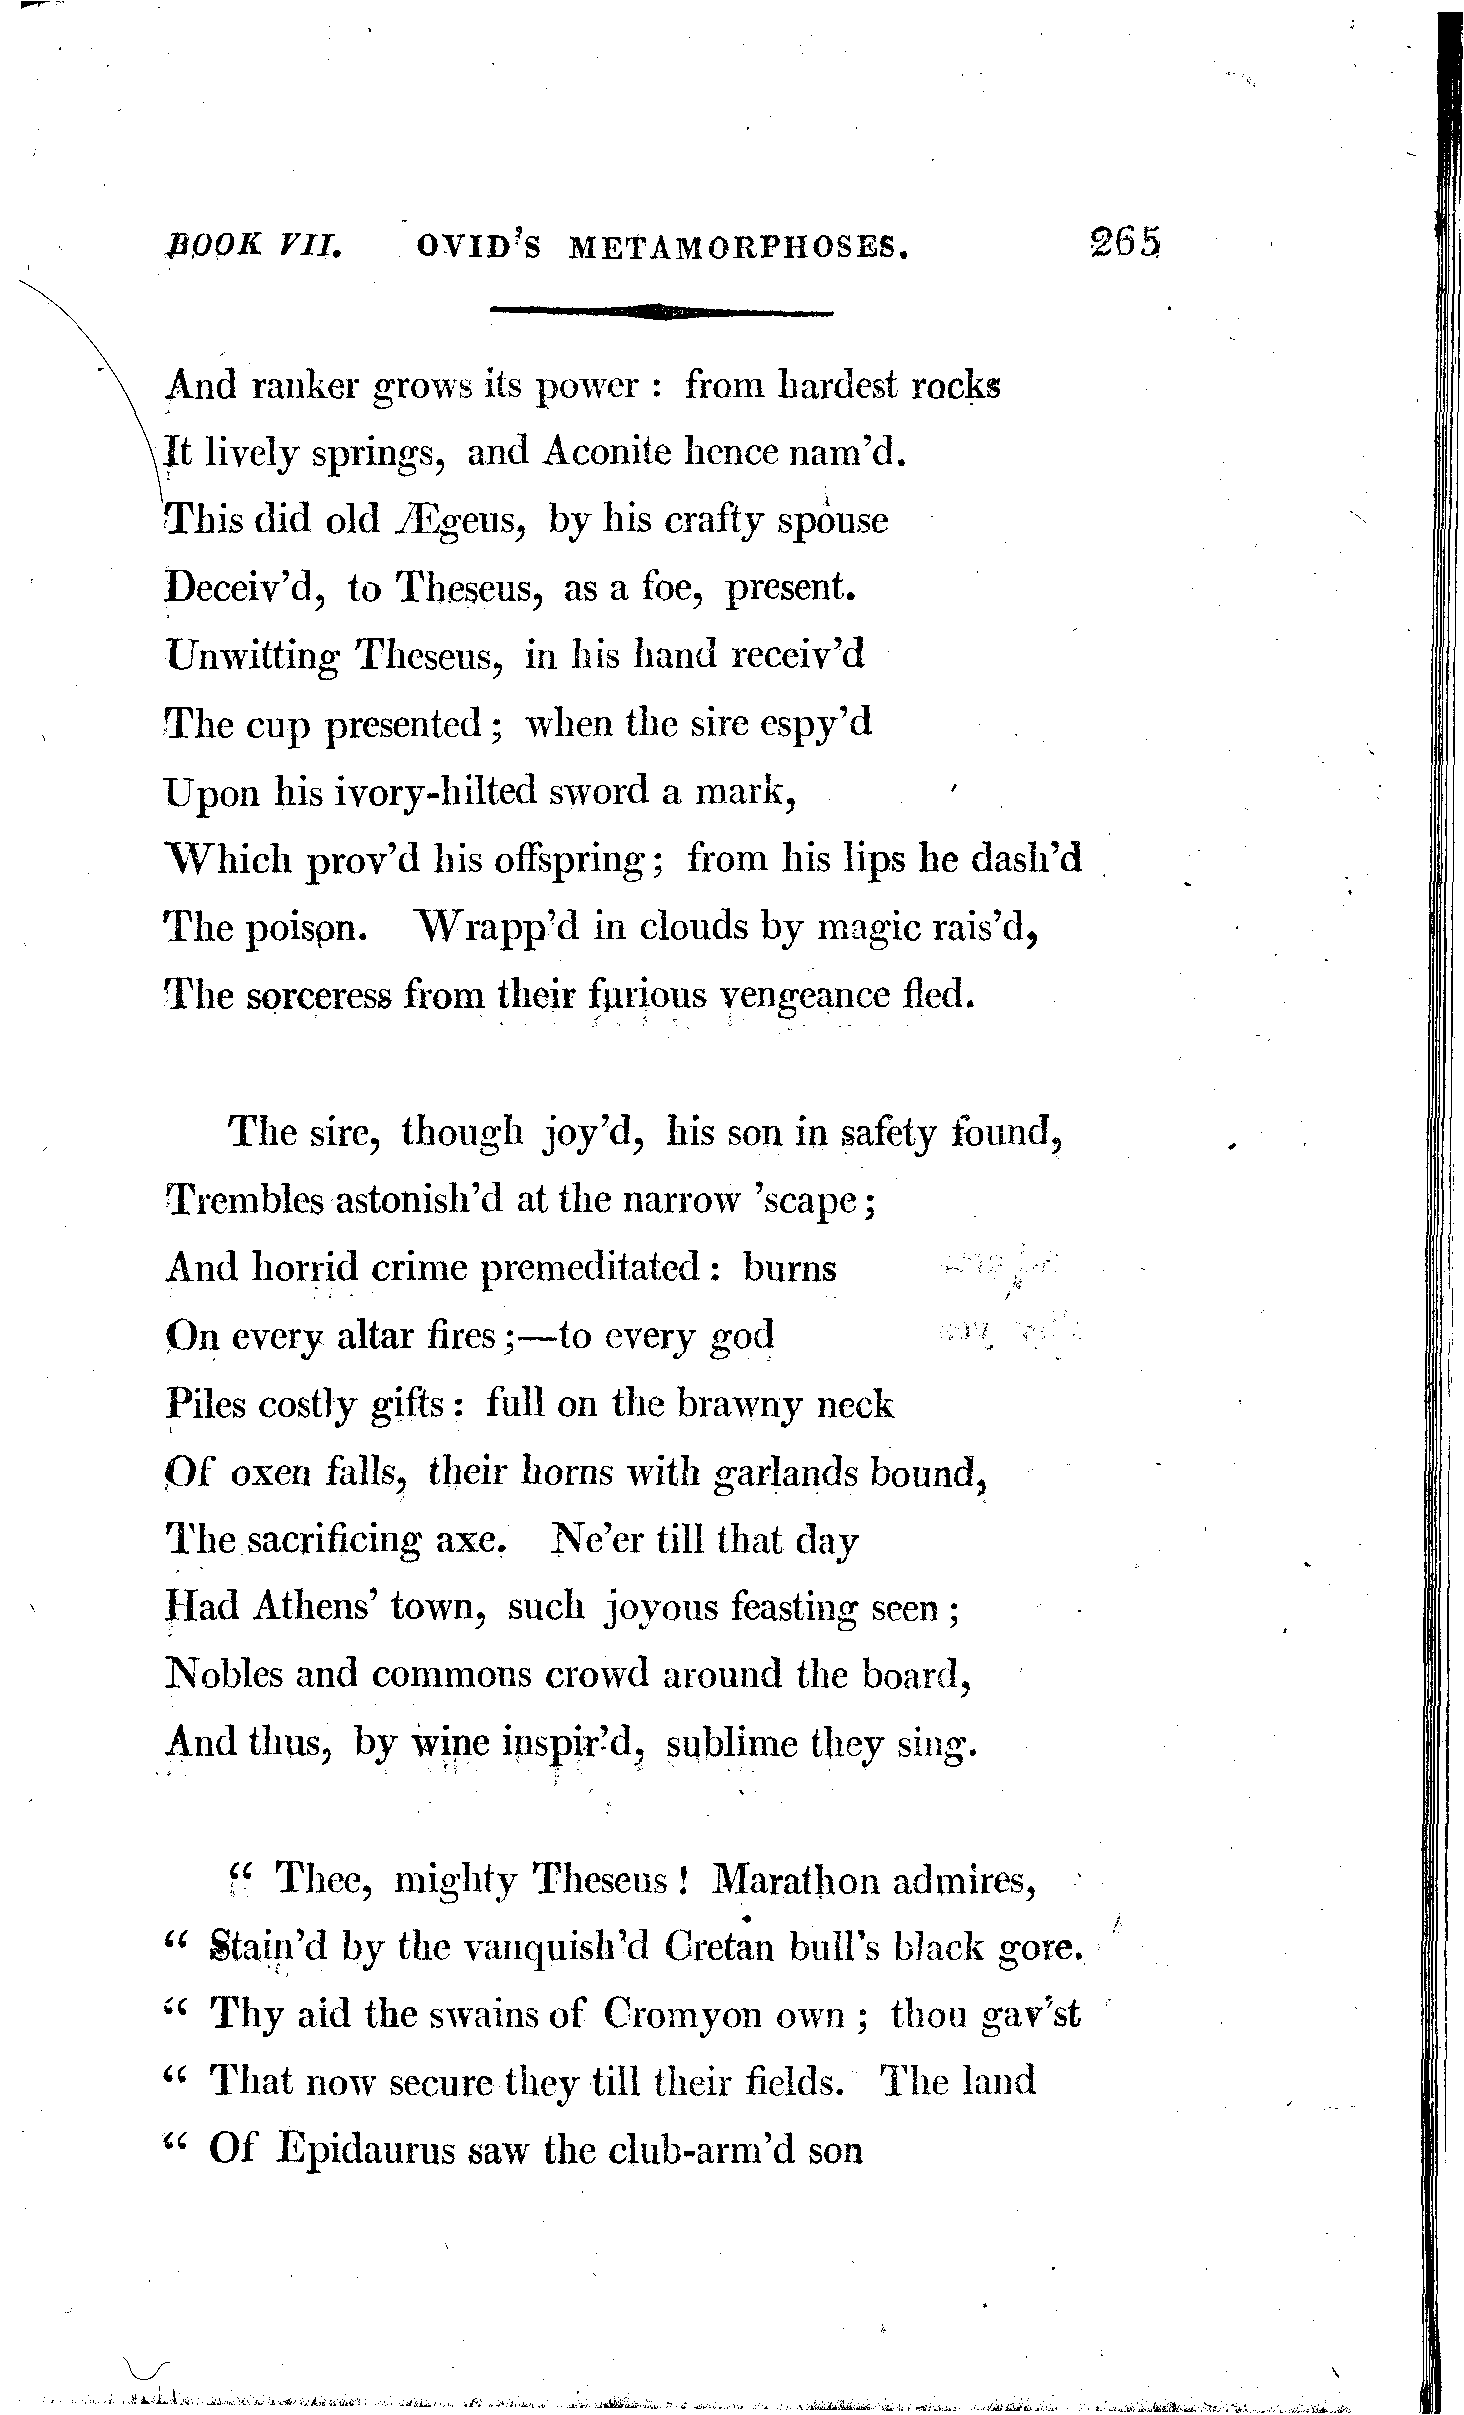 BOOK VII. OVID'S METAMORPHOSES. 265
And ranker grows its power : from hardest rocks
It lively springs, and Aconite hence nam'd.
This did old Ægeus, by his crafty spouse
Deceiv'd, to Theseus, as a foe, present.
Unwitting Theseus, in his hand receiv'd
The cup presented ; when the sire espy'd
Upon his ivory-hilted sword a mark,
Which prov'd his offspring ; from his lips he dash'd
The poison. Wrapp'd in clouds by magic rais'd,
The sorceress from their furious vengeance fled.
The sire, though joy'd, his son in safety found,
Trembles astonish'd at the narrow 'scape ;
And horrid crime premeditated : burns
On every altar fires ;—to every god
Piles costly gifts : full on the brawny neck
Of oxen falls, their horns with garlands bound,
The sacrificing axe. Ne'er till that day
Had Athens' town, such joyous feasting seen ;
Nobles and commons crowd around the board,
And thus, by wine inspir'd, sublime they sing.
“ Thee, mighty Theseus ! Marathon admires,
“ Stain'd by the vanquish'd Cretan bull's black gore.
“ Thy aid the swains of Cromyon own ; thou gav'st
“ That now secure they till their fields. The land
“ Of Epidaurus saw the club-arm'd son